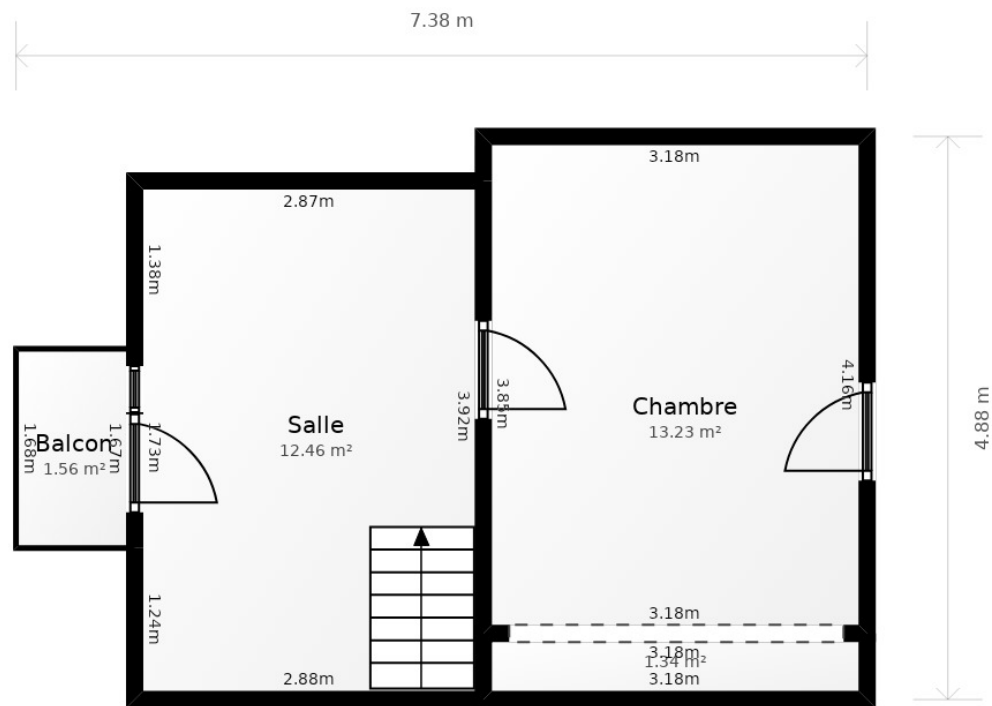 7.38 m
3.18m
2.87m
1.38m
4.16m
3.85m
3.92m
4.88 m
Chambre
13.23 m²
Salle
12.46 m²
Balcon
1.56 m²
1.68m
1.67m
1.73m
1.24m
3.18m
3.18m
1.34 m²
3.18m
2.88m